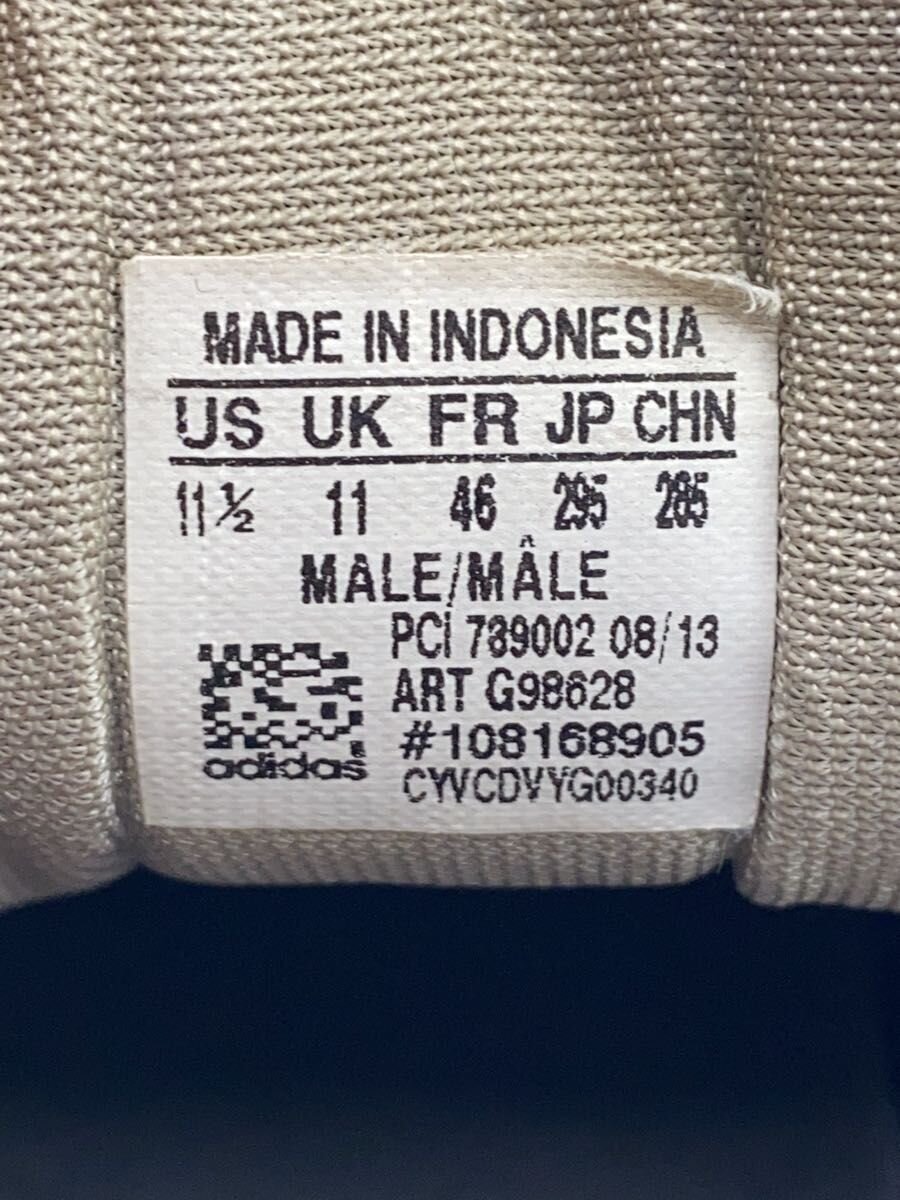 MADE IN INDONESIA
US UK FR JP CHN
11½ 11 46 295 285
MALE/MÂLE
PCI 789002 08/13
ART G98628
#108168905
adidas CYVCDVYG00340